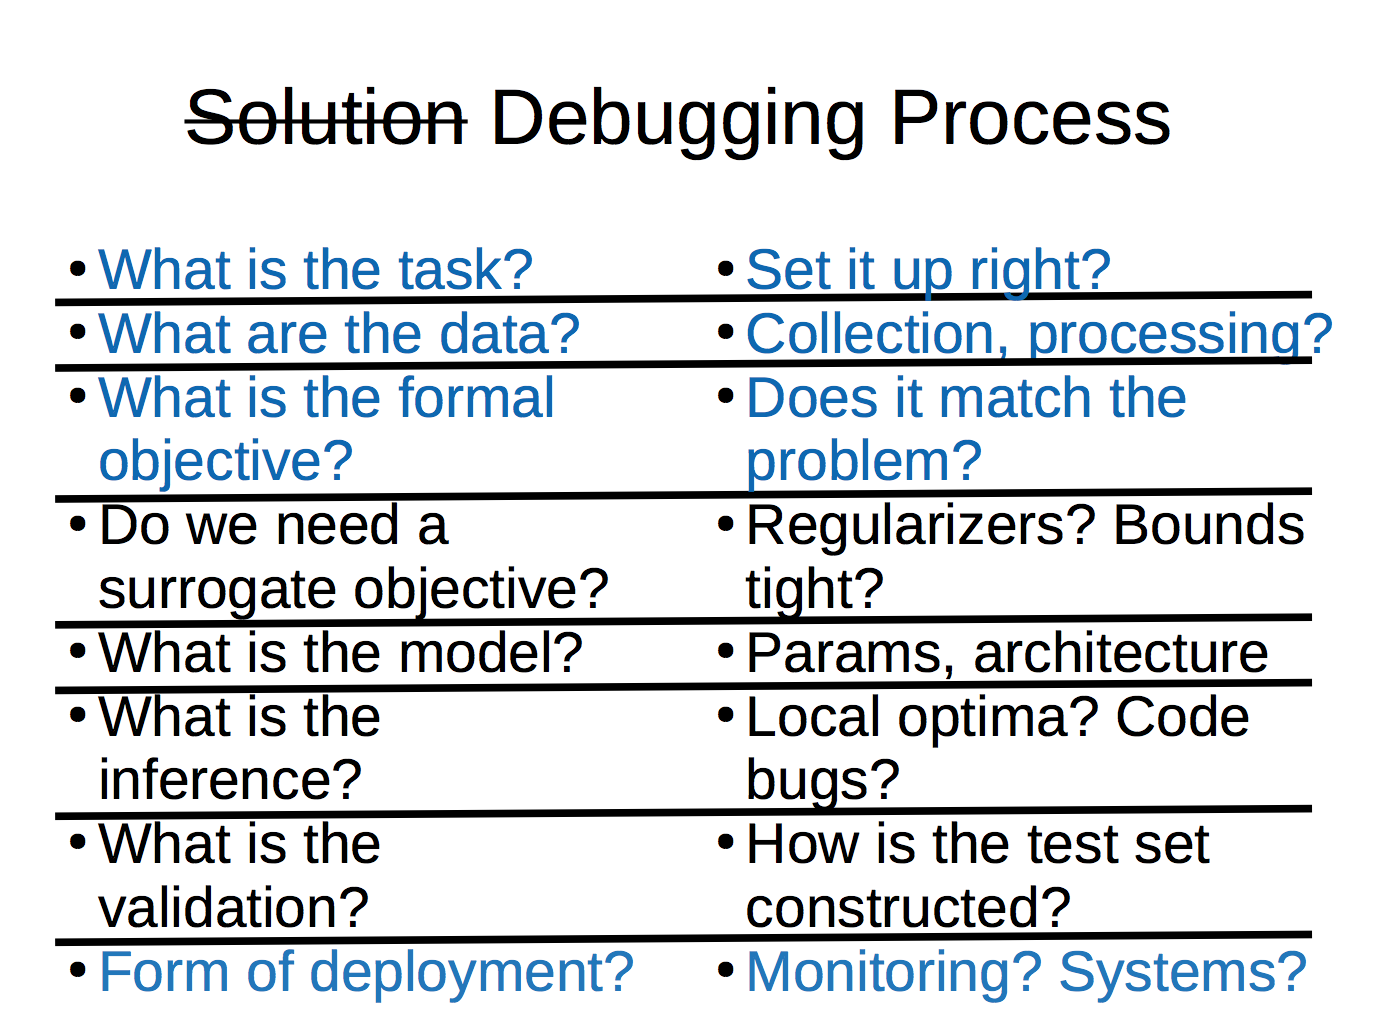 Solution Debugging Process
• What is the task?
• Set it up right?
• What are the data?
• Collection, processing?
• What is the formal
objective?
• Does it match the
problem?
• Do we need a
surrogate objective?
• Regularizers? Bounds
tight?
• What is the model?
• Params, architecture
• What is the
inference?
• Local optima? Code
bugs?
• What is the
validation?
• How is the test set
constructed?
• Form of deployment?
• Monitoring? Systems?